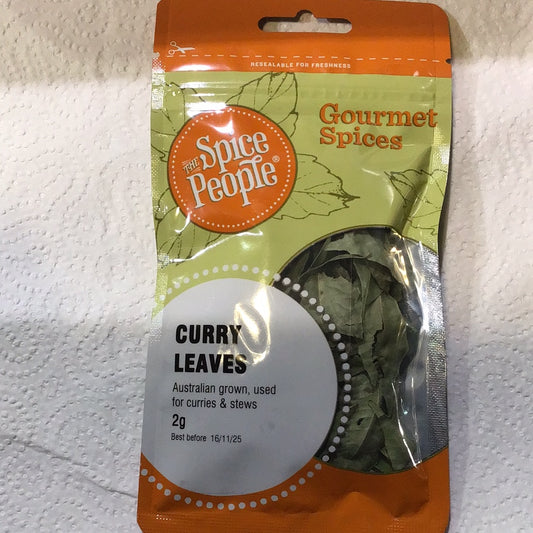 RESEALABLE FOR FRESHNESS
THE Spice
People®
Gourmet
Spices
CURRY
LEAVES
Australian grown, used
for curries & stews
2g
Best before 16/11/25